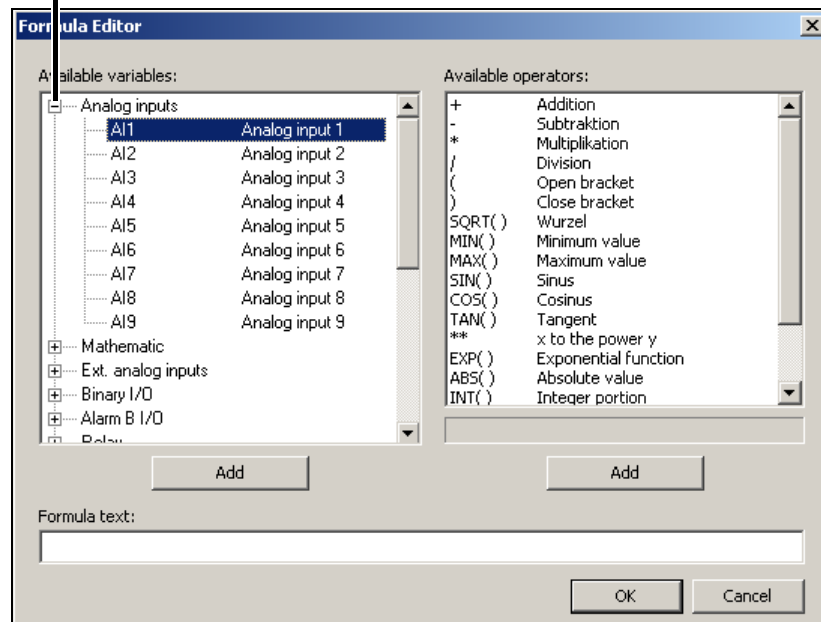 Formula Editor
Available variables:
Analog inputs
AI1 Analog input 1
AI2 Analog input 2
AI3 Analog input 3
AI4 Analog input 4
AI5 Analog input 5
AI6 Analog input 6
AI7 Analog input 7
AI8 Analog input 8
AI9 Analog input 9
Mathematic
Ext. analog inputs
Binary I/O
Alarm B I/O
Relay
Add
Available operators:
+ Addition
- Subtraktion
* Multiplikation
/ Division
( Open bracket
) Close bracket
SQRT( ) Wurzel
MIN( ) Minimum value
MAX( ) Maximum value
SIN( ) Sinus
COS( ) Cosinus
TAN( ) Tangent
** x to the power y
EXP( ) Exponential function
ABS( ) Absolute value
INT( ) Integer portion
Add
Formula text:
OK Cancel